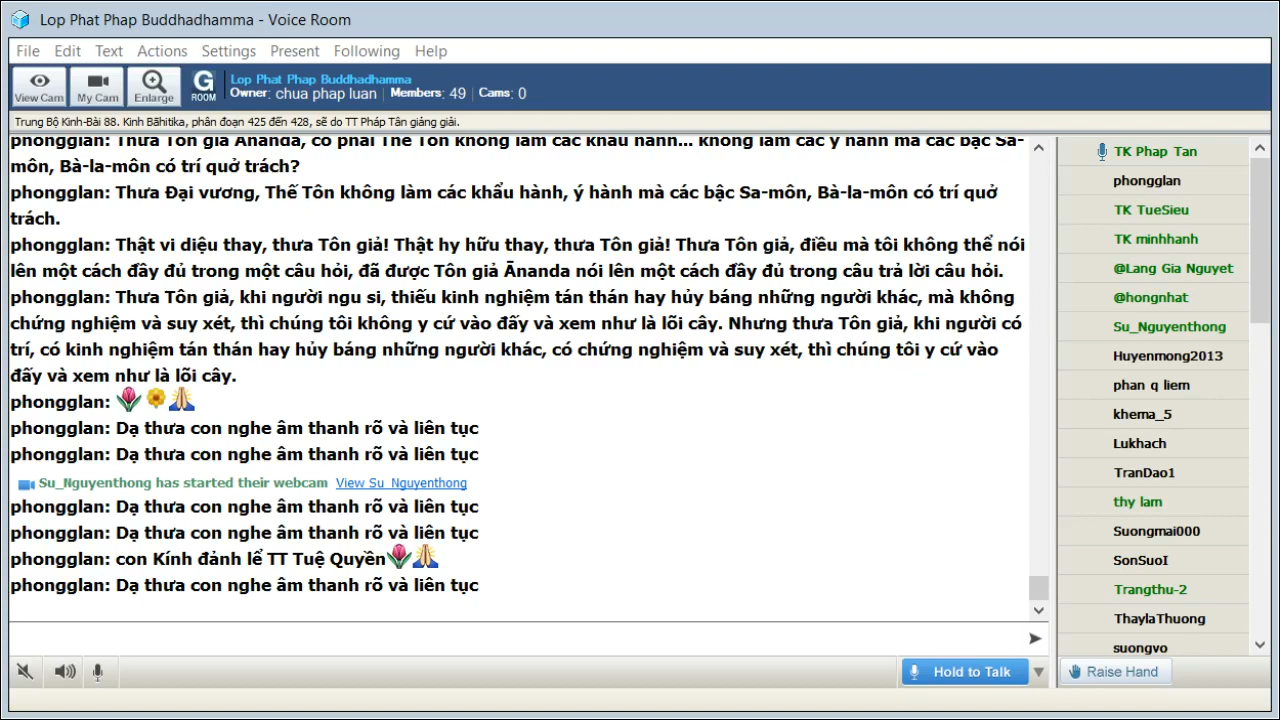 Lop Phat Phap Buddhadhamma - Voice Room
File Edit Text Actions Settings Present Following Help
View Cam
My Cam
Enlarge
G
ROOM
Lop Phat Phap Buddhadhamma
Owner: chua phap luan Members: 49 Cams: 0
Trung Bộ Kinh-Bài 88. Kinh Bāhitika, phân đoạn 425 đến 428, sẽ do TT Pháp Tân giảng giải.
phongglan: Thưa Tôn giả Ānanda, có phải Thế Tôn không làm các khẩu hành... không làm các ý hành mà các bậc Sa-
môn, Bà-la-môn có trí quở trách?
phongglan: Thưa Đại vương, Thế Tôn không làm các khẩu hành, ý hành mà các bậc Sa-môn, Bà-la-môn có trí quở
trách.
phongglan: Thật vi diệu thay, thưa Tôn giả! Thật hy hữu thay, thưa Tôn giả! Thưa Tôn giả, điều mà tôi không thể nói
lên một cách đầy đủ trong một câu hỏi, đã được Tôn giả Ānanda nói lên một cách đầy đủ trong câu trả lời câu hỏi.
phongglan: Thưa Tôn giả, khi người ngu si, thiếu kinh nghiệm tán thán hay hủy báng những người khác, mà không
chứng nghiệm và suy xét, thì chúng tôi không y cứ vào đấy và xem như là lõi cây. Nhưng thưa Tôn giả, khi người có
trí, có kinh nghiệm tán thán hay hủy báng những người khác, có chứng nghiệm và suy xét, thì chúng tôi y cứ vào
đấy và xem như là lõi cây.
phongglan:
phongglan: Dạ thưa con nghe âm thanh rõ và liên tục
phongglan: Dạ thưa con nghe âm thanh rõ và liên tục
Su_Nguyenthong has started their webcam View Su_Nguyenthong
phongglan: Dạ thưa con nghe âm thanh rõ và liên tục
phongglan: Dạ thưa con nghe âm thanh rõ và liên tục
phongglan: con Kính đảnh lể TT Tuệ Quyền
phongglan: Dạ thưa con nghe âm thanh rõ và liên tục
Hold to Talk
TK Phap Tan
phongglan
TK TueSieu
TK minhhanh
@Lang Gia Nguyet
@hongnhat
Su_Nguyenthong
Huyenmong2013
phan q liem
khema_5
Lukhach
TranDao1
thy lam
Suongmai000
SonSuoI
Trangthu-2
ThaylaThuong
suongvo
Raise Hand